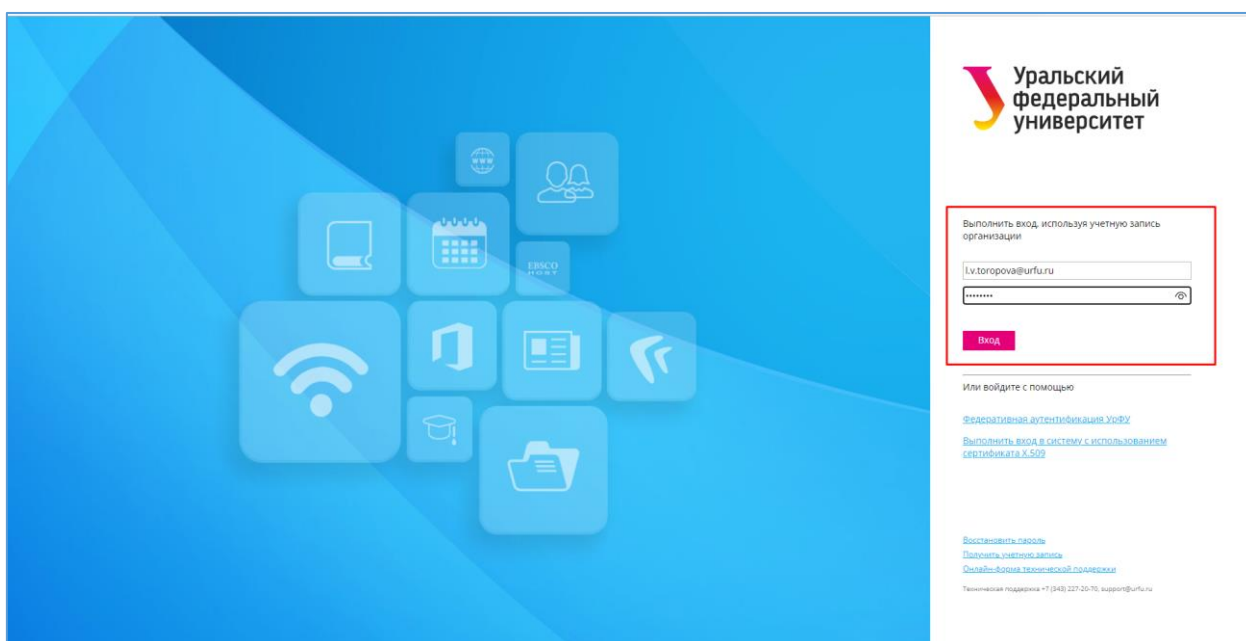 Уральский
федеральный
университет
EBSCO
HOST
Выполнить вход, используя учетную запись
организации
l.v.toropova@urfu.ru
••••••••
Вход
Или войдите с помощью
Федеративная аутентификация УрФУ
Выполнить вход в систему с использованием
сертификата X.509
Восстановить пароль
Получить учетную запись
Онлайн-форма технической поддержки
Техническая поддержка +7 (343) 227-20-70, support@urfu.ru